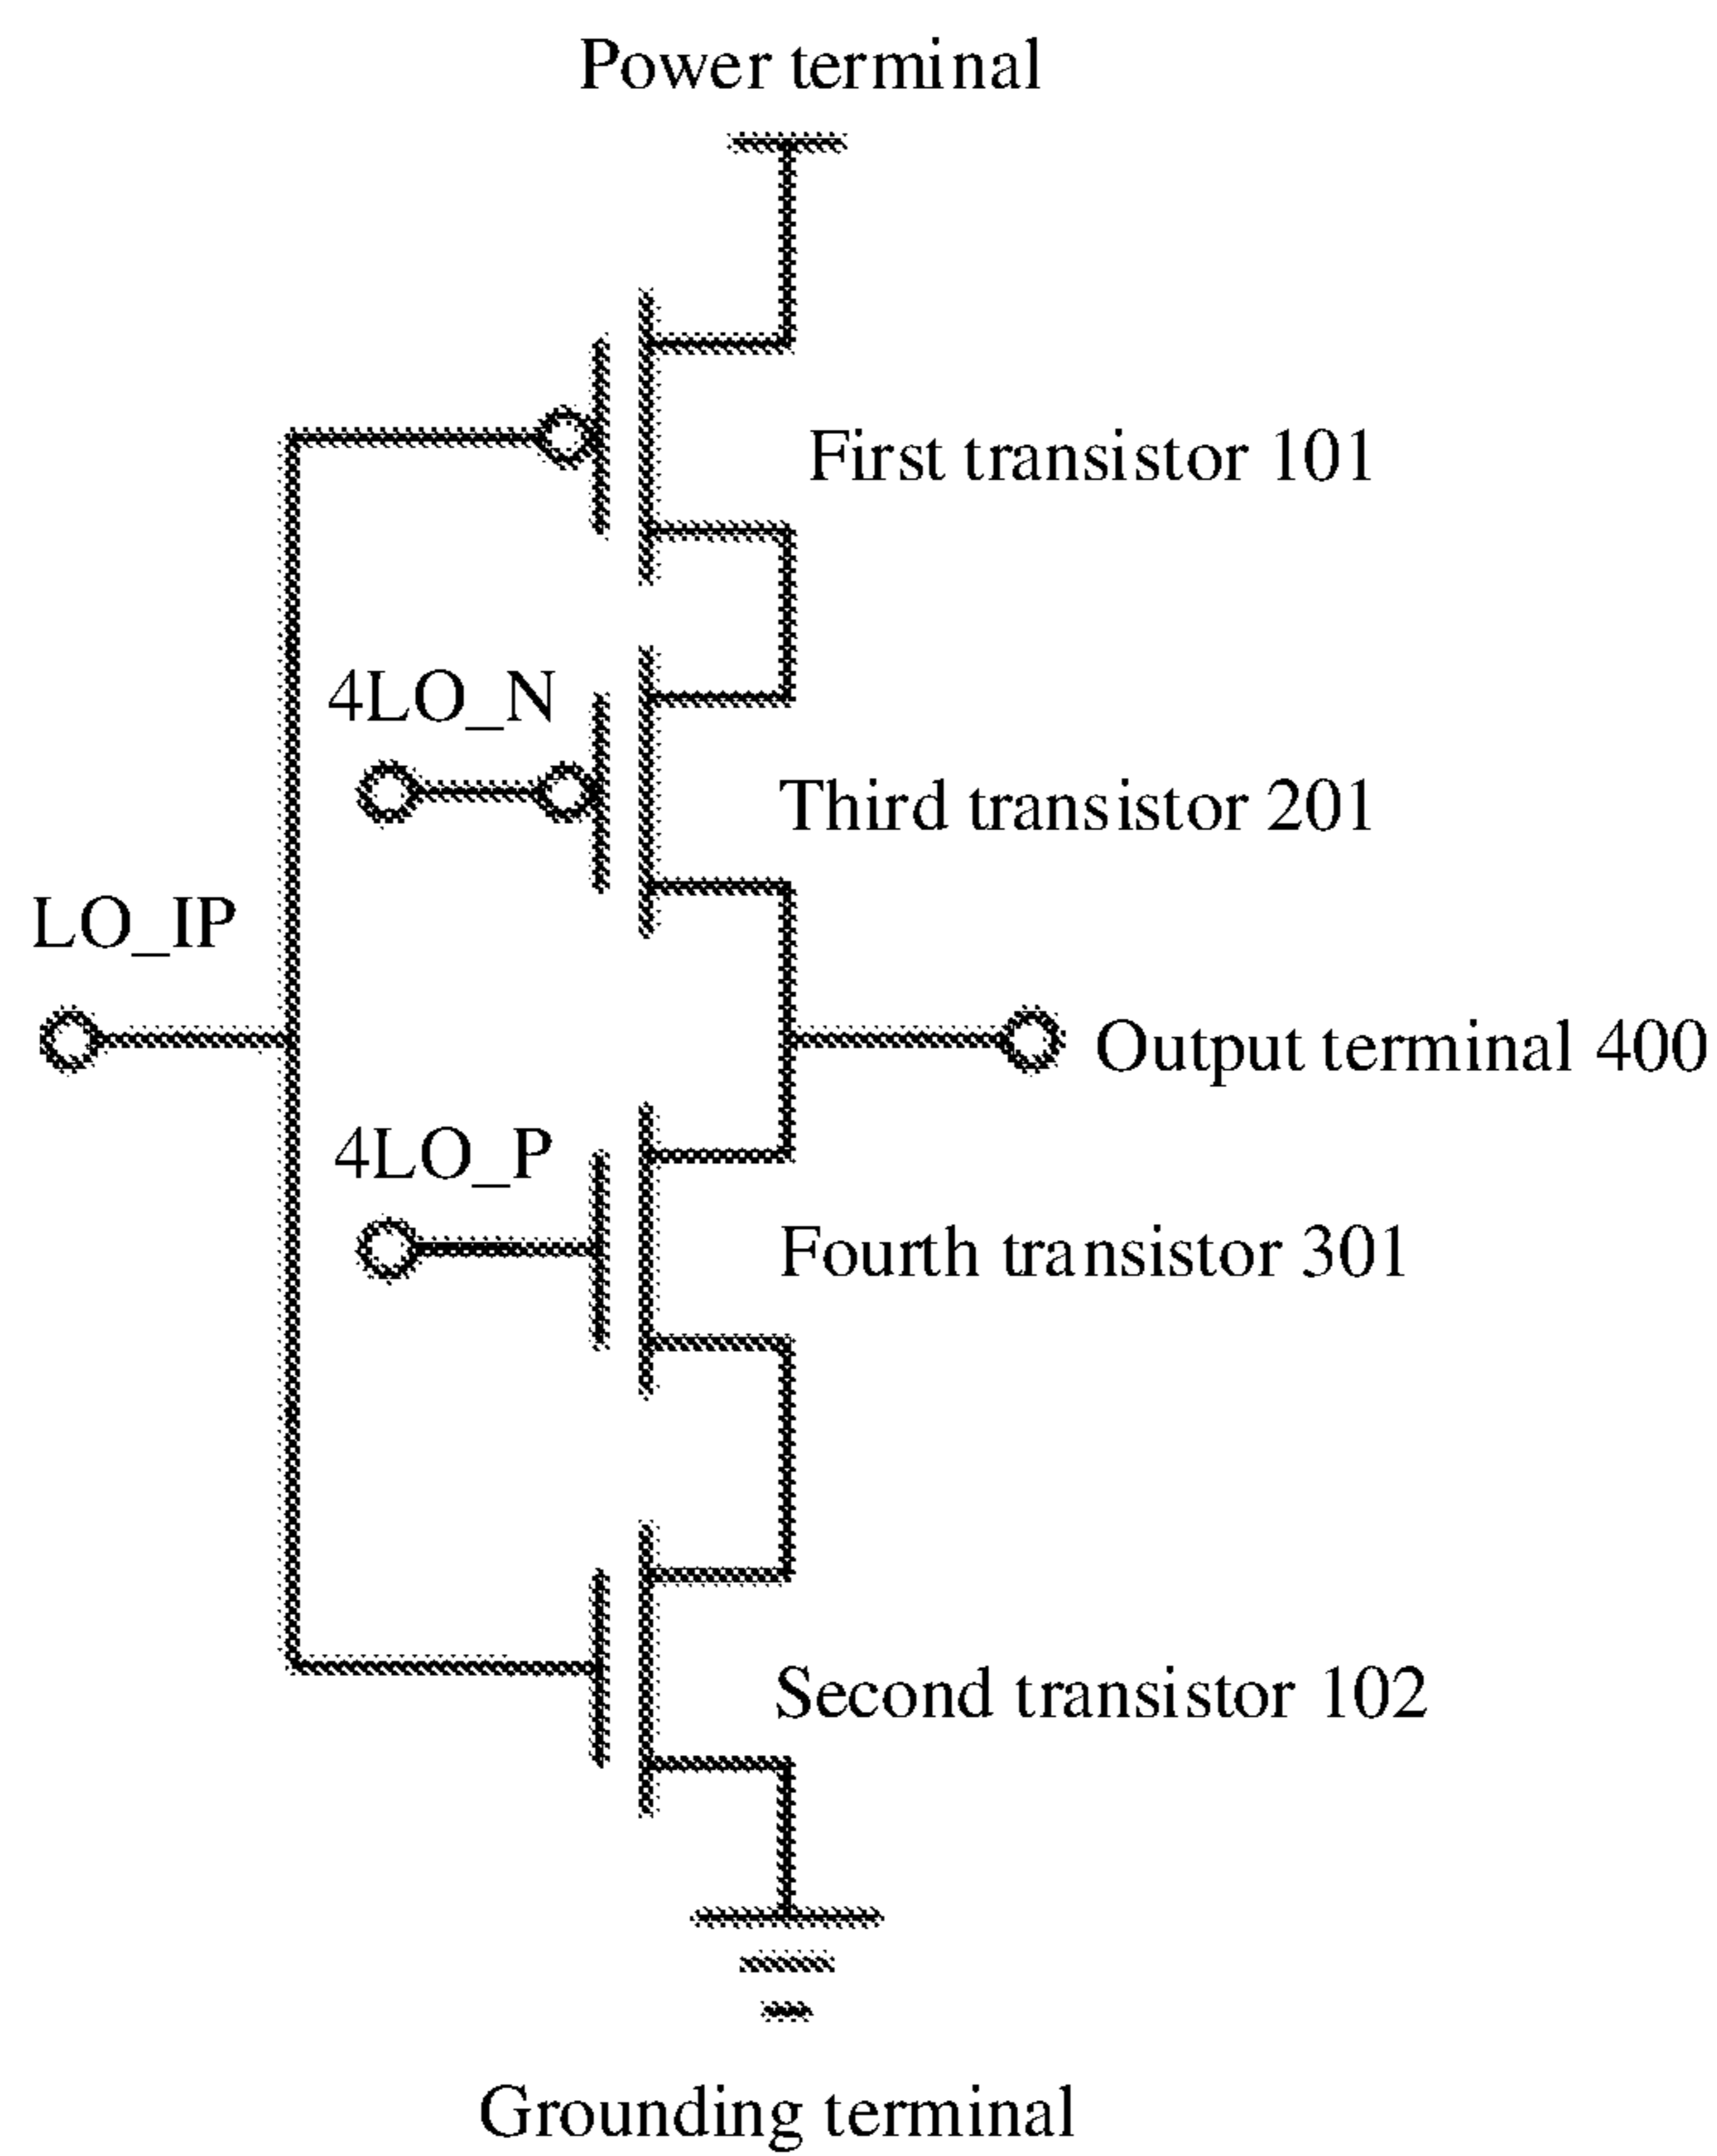 Power terminal
First transistor 101
4LO_N
Third transistor 201
LO_IP
Output terminal 400
4LO_P
Fourth transistor 301
Second transistor 102
Grounding terminal